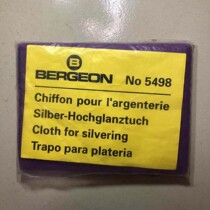 B
BERGEON No 5498
Chiffon pour l'argenterie
Silber-Hochglanztuch
Cloth for silvering
Trapo para plateria